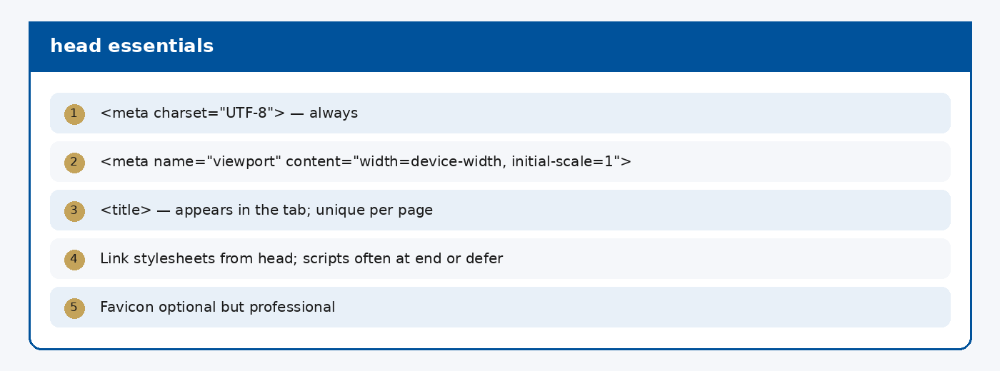 head essentials
1 <meta charset="UTF-8"> — always
2 <meta name="viewport" content="width=device-width, initial-scale=1">
3 <title> — appears in the tab; unique per page
4 Link stylesheets from head; scripts often at end or defer
5 Favicon optional but professional